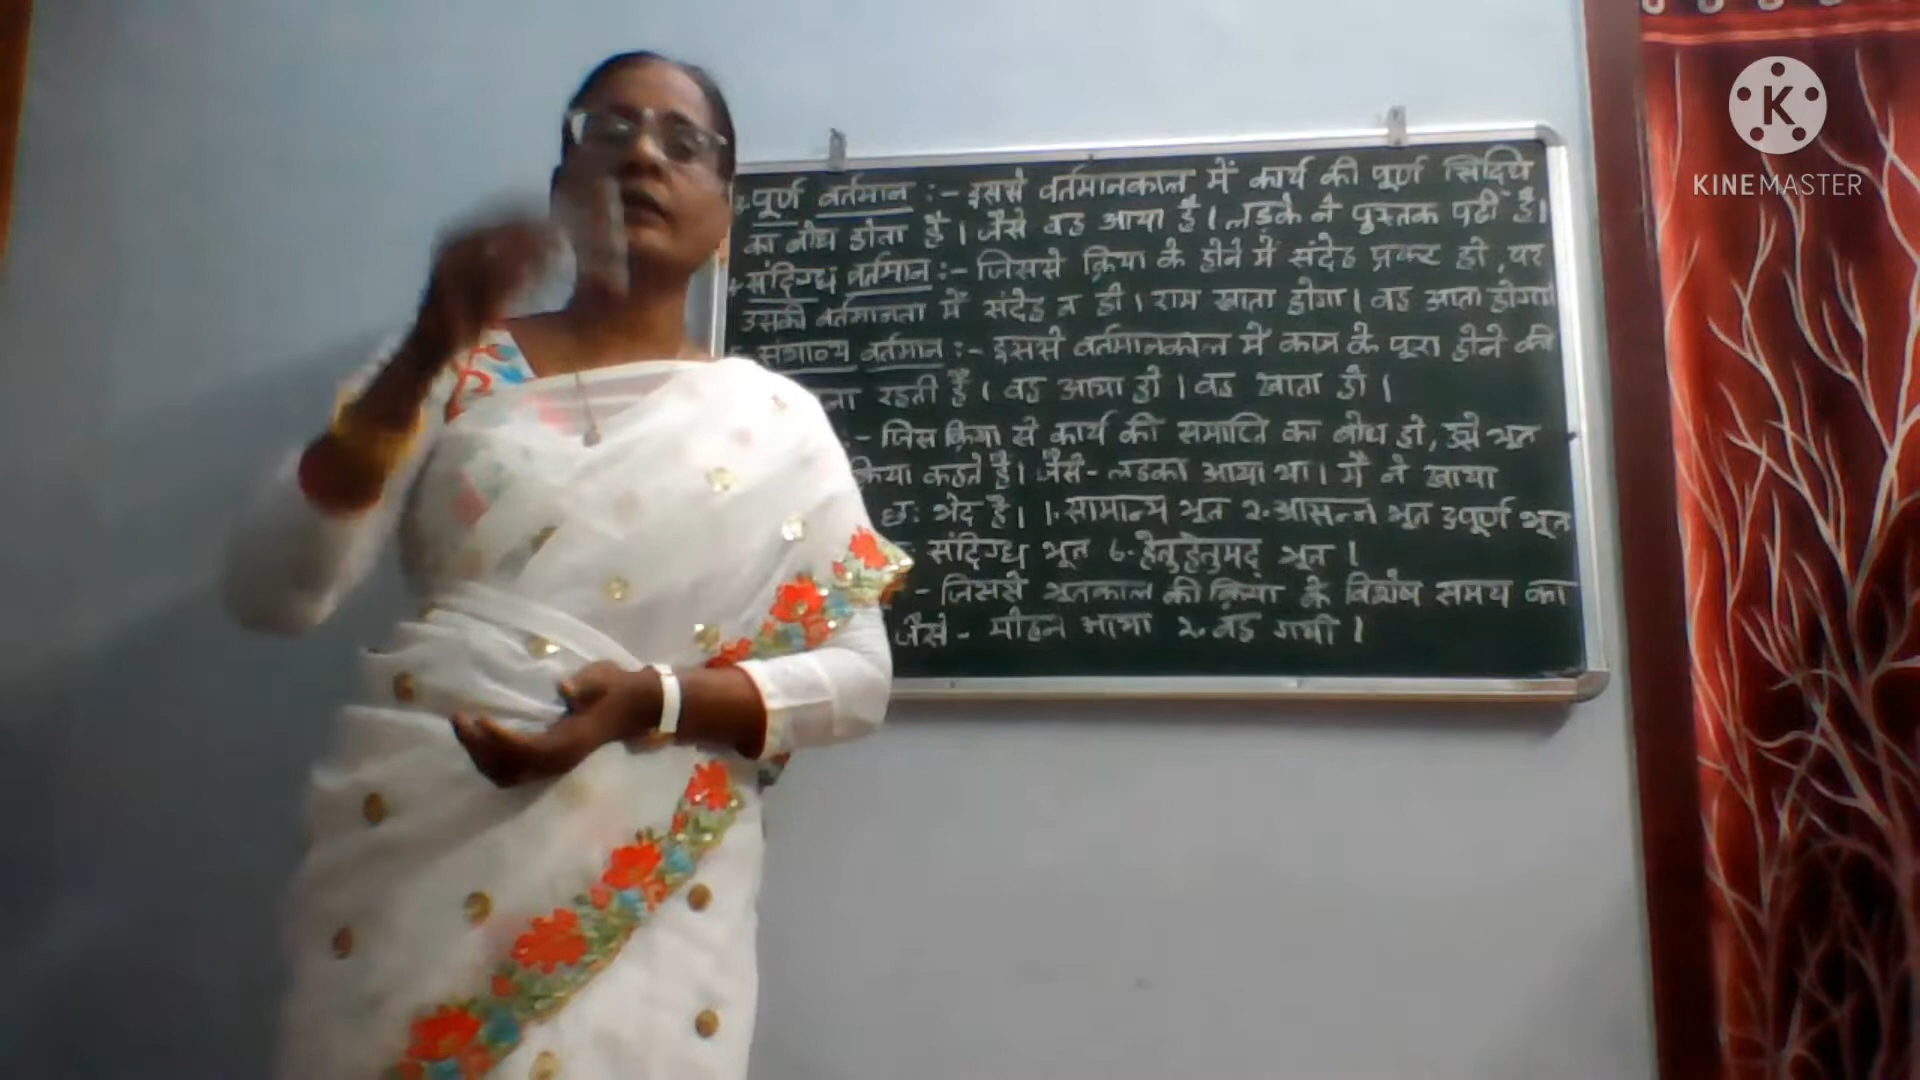 पूर्ण वर्तमान :- इससे वर्तमानकाल में कार्य की पूर्ण सिद्धि
का बोध होता है। जैसे वह आया है। लड़के ने पुस्तक पढ़ी है।
संदिग्ध वर्तमान :- जिससे क्रिया के होने में संदेह प्रकट हो, पर
उसकी वर्तमानता में संदेह न हो। राम खाता होगा। वह आता होगा।
संभाव्य वर्तमान :- इससे वर्तमानकाल में काम के पूरा होने की
रहती है। वह आया हो। वह खाता हो।
:- जिस क्रिया से कार्य की समाप्ति का बोध हो, उसे भूत
क्रिया कहते हैं। जैसे- लडका आया था। मैं ने खाया
छ: भेद है। 1. सामान्य भूत 2. आसन्न भूत 3 पूर्ण भूत
संदिग्ध भूत 6. हेतुहेतुमद् भूत।
- जिससे भूतकाल की क्रिया के विशेष समय का
जैसे - मोहन आया 2. वह गयी।
KINEMASTER